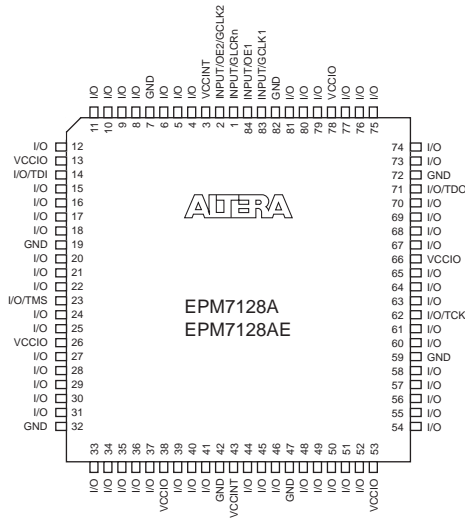 I/O
I/O
I/O
I/O
GND
I/O
I/O
I/O
VCCINT
INPUT/OE2/GCLK2
INPUT/GLCRn
INPUT/OE1
INPUT/GCLK1
GND
I/O
I/O
I/O
VCCIO
I/O
I/O
I/O
11 10 9 8 7 6 5 4 3 2 1 84 83 82 81 80 79 78 77 76 75
I/O 12
VCCIO 13
I/O/TDI 14
I/O 15
I/O 16
I/O 17
I/O 18
GND 19
I/O 20
I/O 21
I/O 22
I/O/TMS 23
I/O 24
I/O 25
VCCIO 26
I/O 27
I/O 28
I/O 29
I/O 30
I/O 31
GND 32
ALTERA
EPM7128A
EPM7128AE
74 I/O
73 I/O
72 GND
71 I/O/TDO
70 I/O
69 I/O
68 I/O
67 I/O
66 VCCIO
65 I/O
64 I/O
63 I/O
62 I/O/TCK
61 I/O
60 I/O
59 GND
58 I/O
57 I/O
56 I/O
55 I/O
54 I/O
33 34 35 36 37 38 39 40 41 42 43 44 45 46 47 48 49 50 51 52 53
I/O
I/O
I/O
I/O
I/O
VCCIO
I/O
I/O
I/O
GND
VCCINT
I/O
I/O
I/O
GND
I/O
I/O
I/O
I/O
I/O
VCCIO